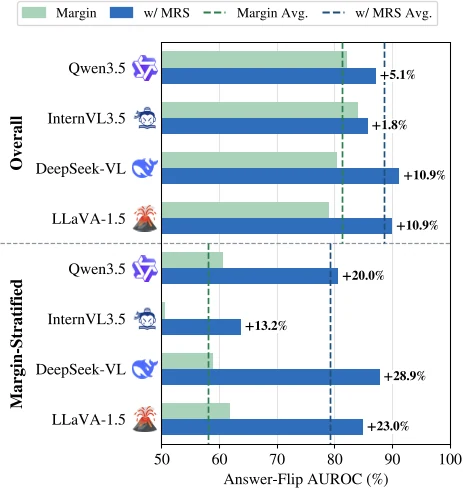 Margin w/ MRS Margin Avg. w/ MRS Avg.
Overall
Qwen3.5 +5.1%
InternVL3.5 +1.8%
DeepSeek-VL +10.9%
LLaVA-1.5 +10.9%
Margin-Stratified
Qwen3.5 +20.0%
InternVL3.5 +13.2%
DeepSeek-VL +28.9%
LLaVA-1.5 +23.0%
50 60 70 80 90 100
Answer-Flip AUROC (%)